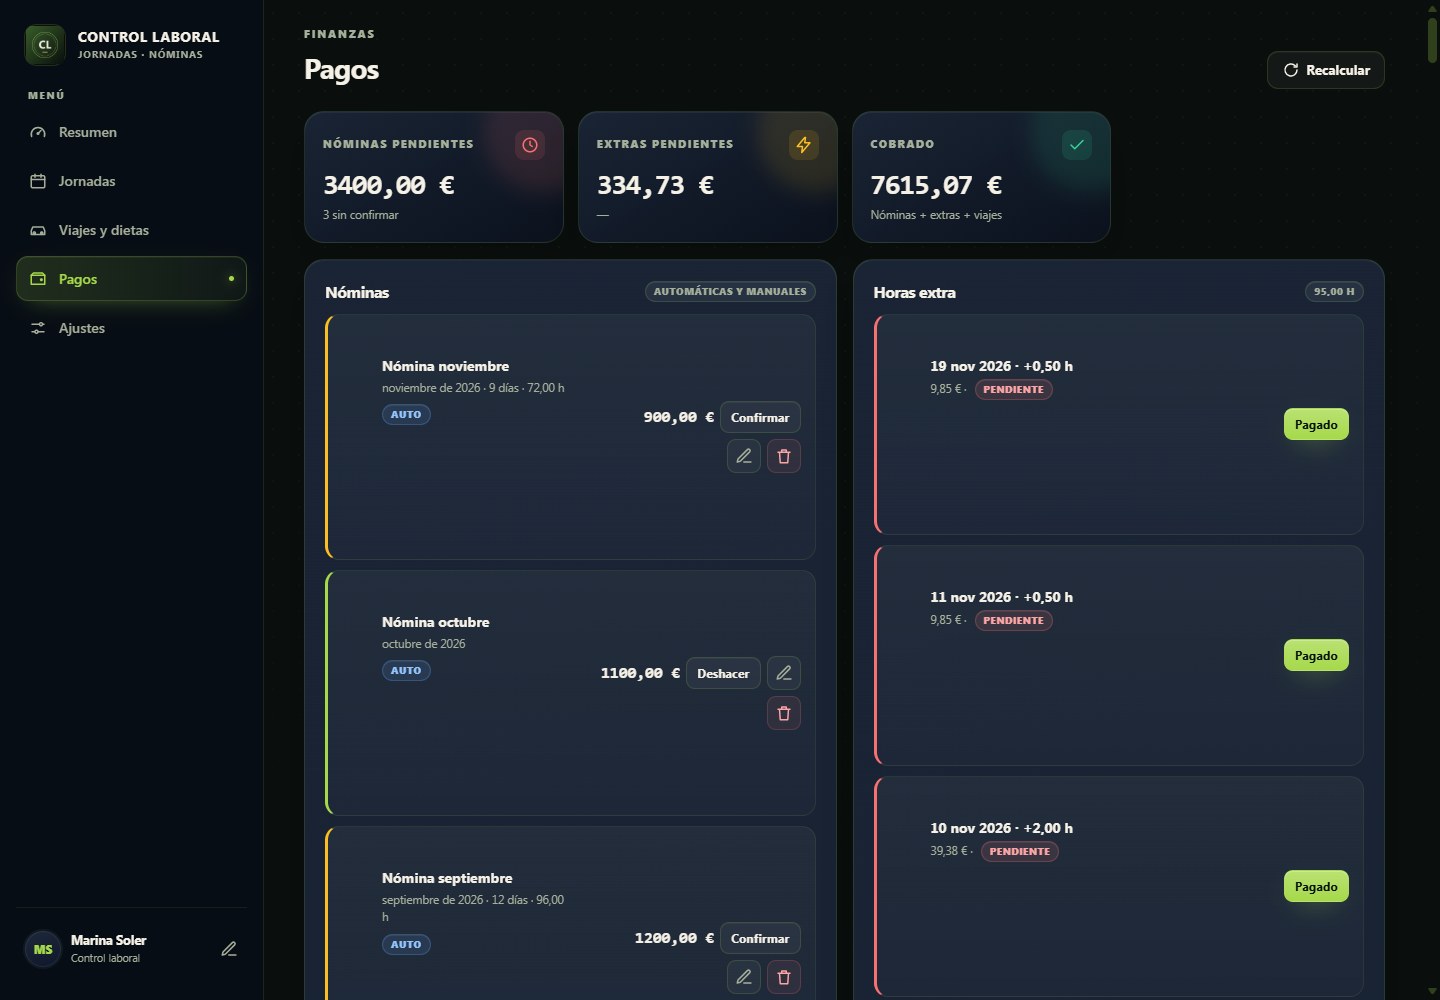 CL
CONTROL LABORAL
JORNADAS · NÓMINAS
MENÚ
Resumen
Jornadas
Viajes y dietas
Pagos
Ajustes
MS
Marina Soler
Control laboral
FINANZAS
Pagos
Recalcular
NÓMINAS PENDIENTES
3400,00 €
3 sin confirmar
EXTRAS PENDIENTES
334,73 €
—
COBRADO
7615,07 €
Nóminas + extras + viajes
Nóminas
AUTOMÁTICAS Y MANUALES
Nómina noviembre
noviembre de 2026 · 9 días · 72,00 h
AUTO
900,00 €
Confirmar
Nómina octubre
octubre de 2026
AUTO
1100,00 €
Deshacer
Nómina septiembre
septiembre de 2026 · 12 días · 96,00
h
AUTO
1200,00 €
Confirmar
Horas extra
95,00 H
19 nov 2026 · +0,50 h
9,85 € · PENDIENTE
Pagado
11 nov 2026 · +0,50 h
9,85 € · PENDIENTE
Pagado
10 nov 2026 · +2,00 h
39,38 € · PENDIENTE
Pagado